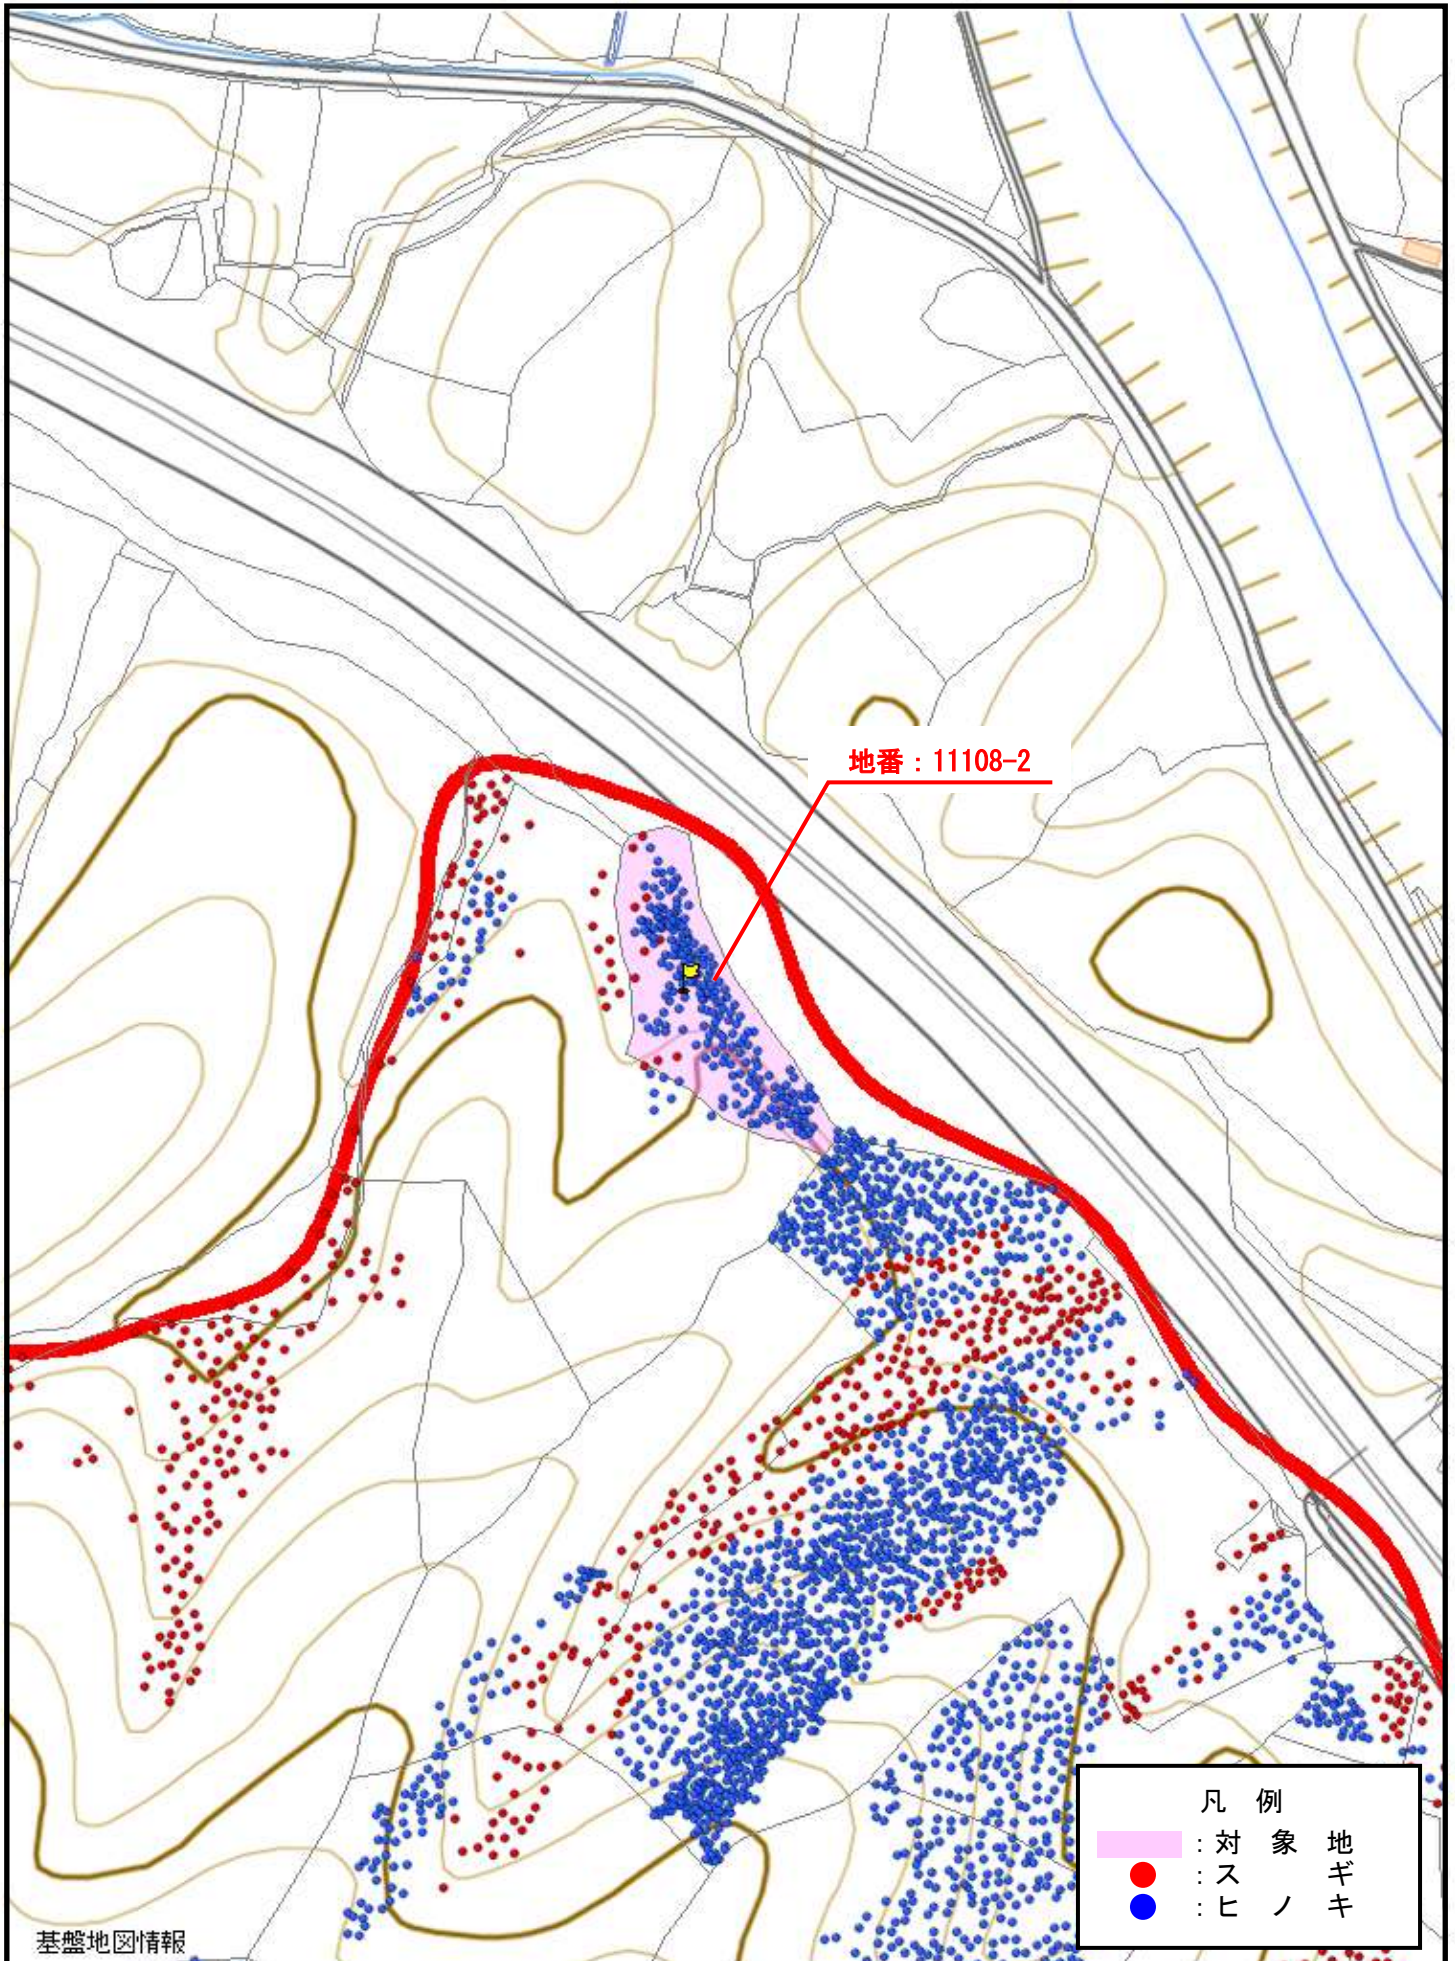 地番：11108-2
凡　例
：対　象　地
：ス　　　ギ
：ヒ　ノ　キ
基盤地図情報